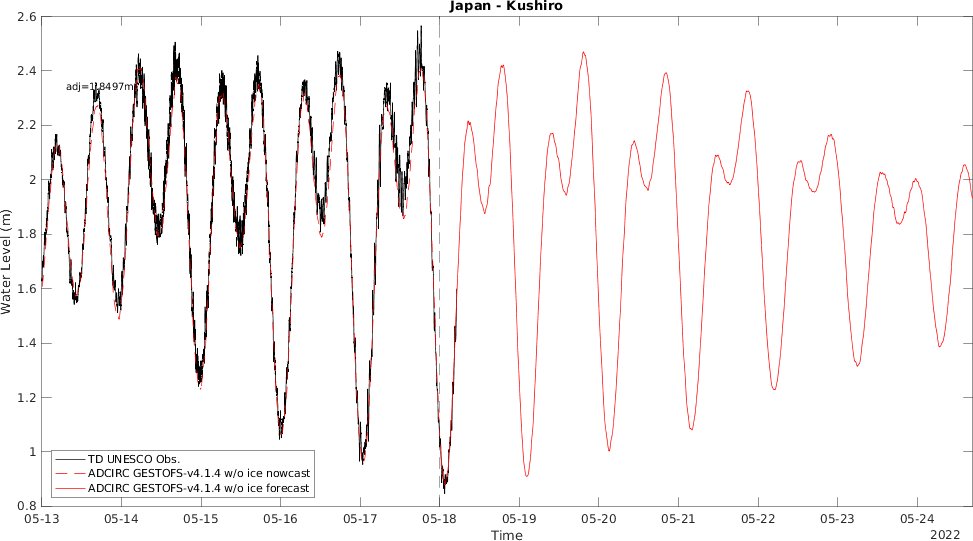 Japan - Kushiro
2.6
2.4
adj=1.8497m
2.2
2
1.8
1.6
1.4
1.2
1
0.8
Water Level (m)
TD UNESCO Obs.
ADCIRC GESTOFS-v4.1.4 w/o ice nowcast
ADCIRC GESTOFS-v4.1.4 w/o ice forecast
05-13 05-14 05-15 05-16 05-17 05-18 05-19 05-20 05-21 05-22 05-23 05-24
Time
2022